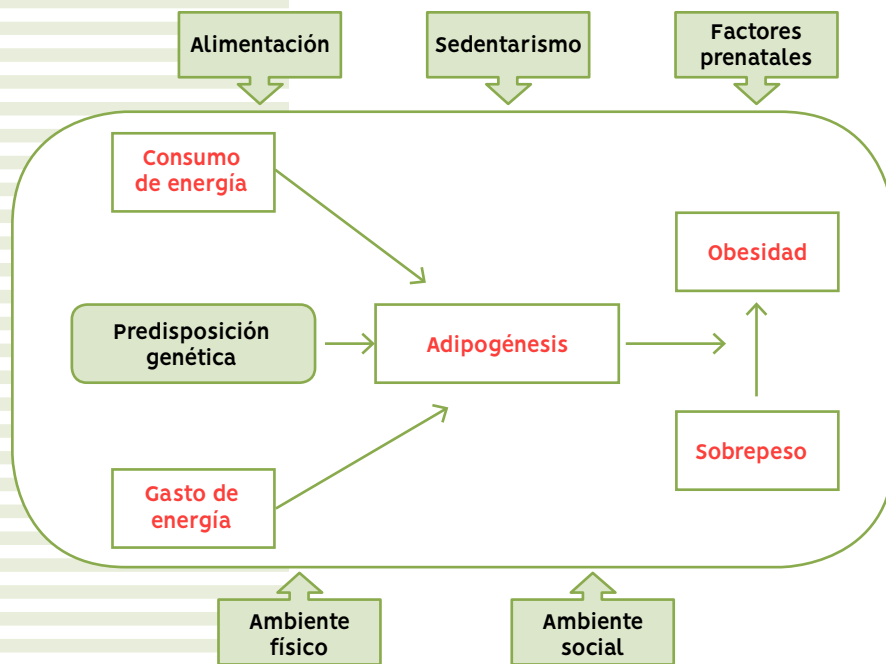 Alimentación
Sedentarismo
Factores
prenatales
Consumo
de energía
Obesidad
Predisposición
genética
Adipogénesis
Sobrepeso
Gasto de
energía
Ambiente
físico
Ambiente
social